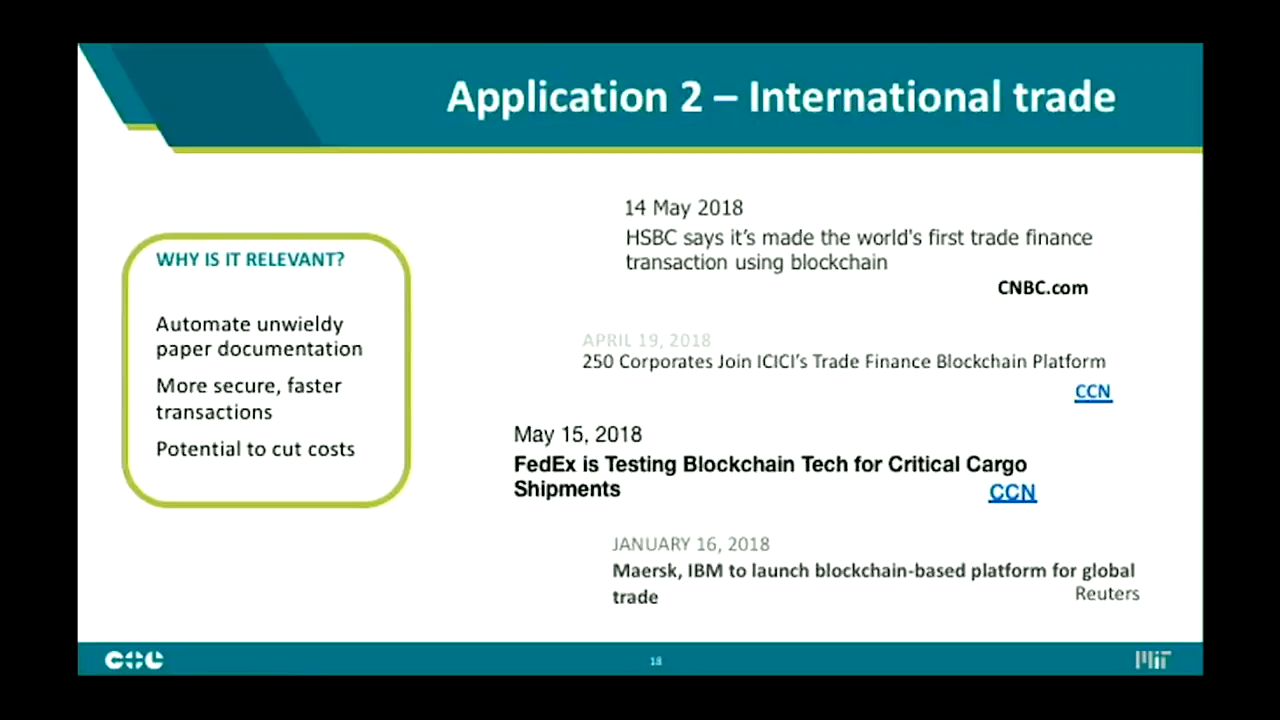 Application 2 – International trade
WHY IS IT RELEVANT?
Automate unwieldy
paper documentation
More secure, faster
transactions
Potential to cut costs
14 May 2018
HSBC says it’s made the world's first trade finance
transaction using blockchain
CNBC.com
APRIL 19, 2018
250 Corporates Join ICICI’s Trade Finance Blockchain Platform
CCN
May 15, 2018
FedEx is Testing Blockchain Tech for Critical Cargo
Shipments
CCN
JANUARY 16, 2018
Maersk, IBM to launch blockchain-based platform for global
trade
Reuters
18
MIT